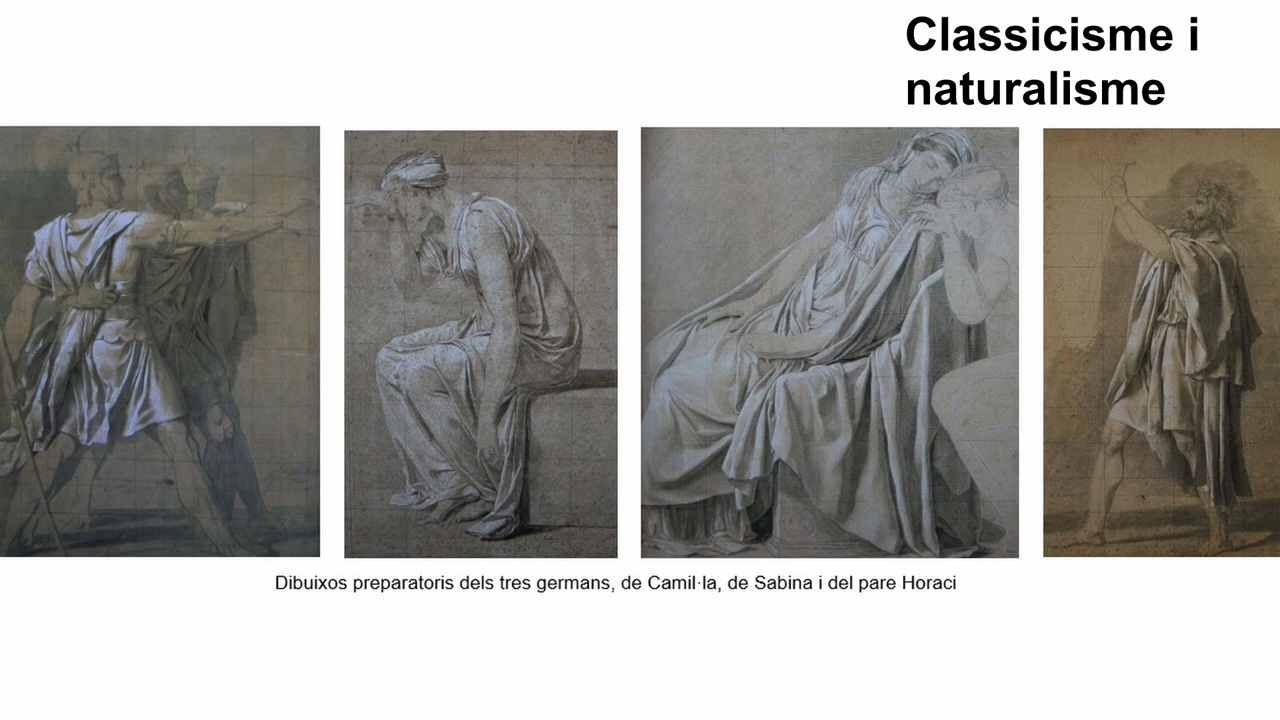 Classicisme i
naturalisme
Dibuixos preparatoris dels tres germans, de Camil·la, de Sabina i del pare Horaci